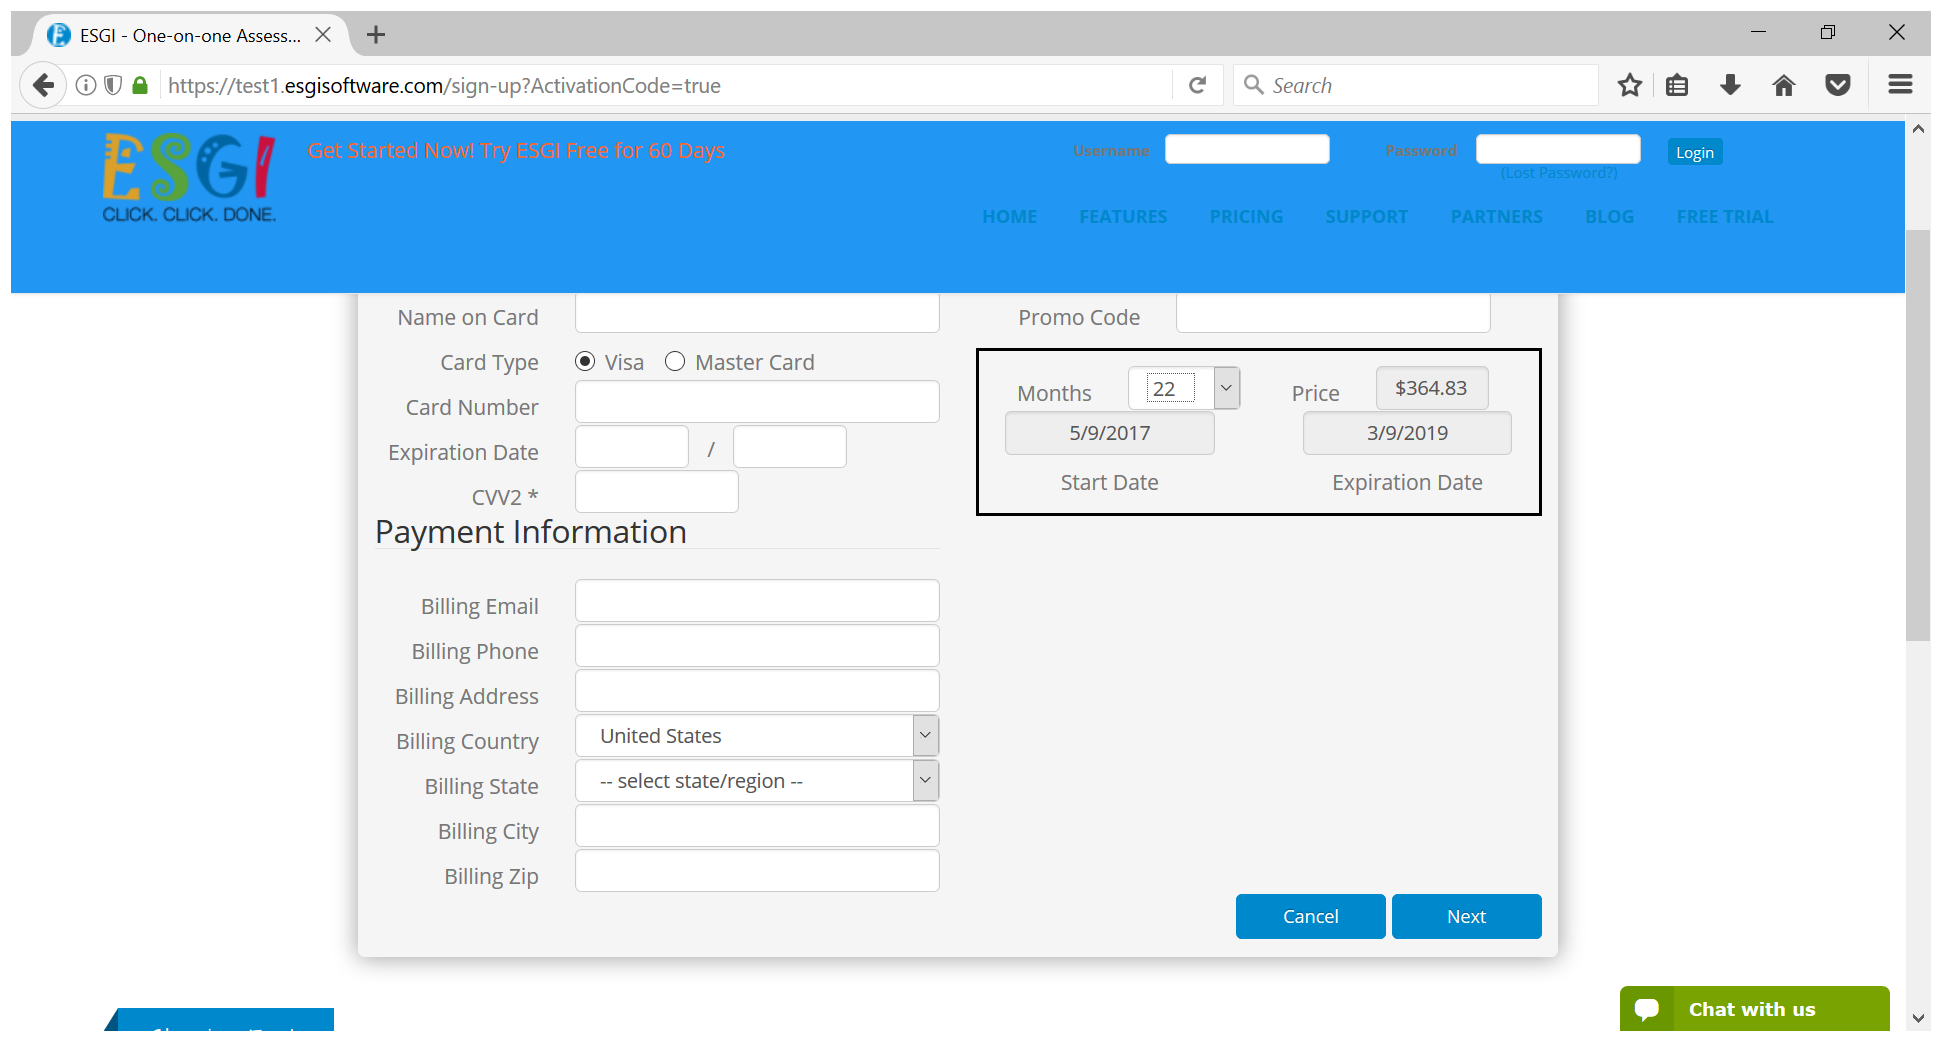 ESGI - One-on-one Assess...
https://test1.esgisoftware.com/sign-up?ActivationCode=true
Search
ESGI
CLICK. CLICK. DONE.
Get Started Now! Try ESGI Free for 60 Days
Username
Password
Login
(Lost Password?)
HOME FEATURES PRICING SUPPORT PARTNERS BLOG FREE TRIAL
Name on Card
Promo Code
Card Type Visa Master Card
Card Number
Expiration Date /
CVV2 *
Months 22 Price $364.83
5/9/2017 3/9/2019
Start Date Expiration Date
Payment Information
Billing Email
Billing Phone
Billing Address
Billing Country United States
Billing State -- select state/region --
Billing City
Billing Zip
Cancel Next
Chat with us